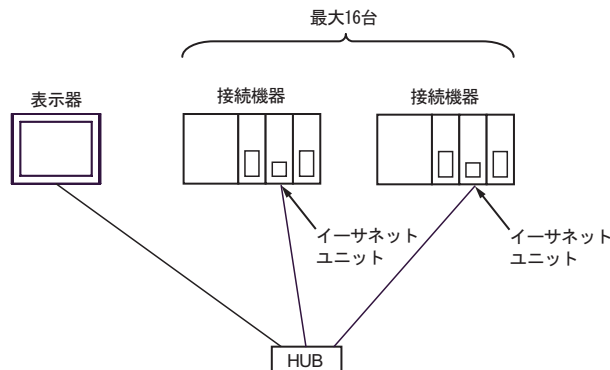 最大16台
表示器
接続機器
接続機器
イーサネット
ユニット
イーサネット
ユニット
HUB